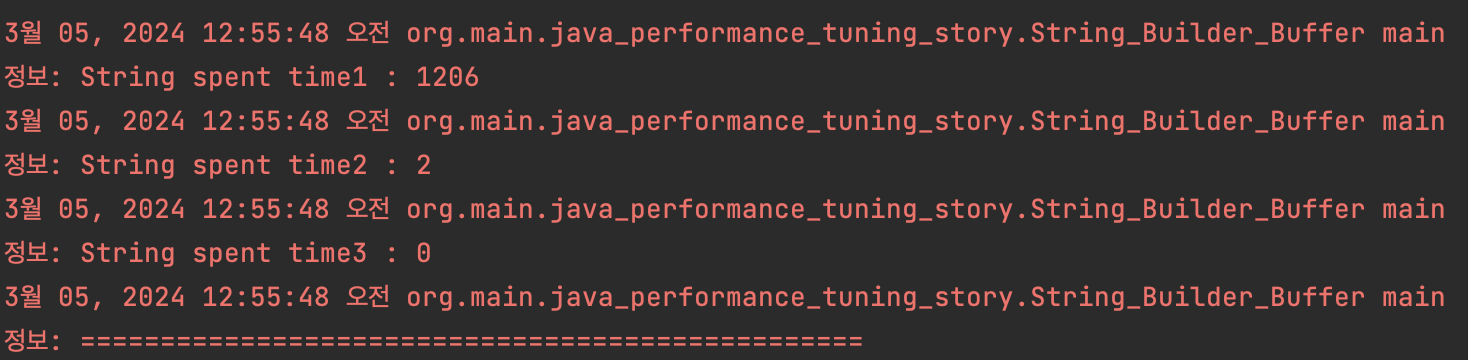 3월 05, 2024 12:55:48 오전 org.main.java_performance_tuning_story.String_Builder_Buffer main
정보: String spent time1 : 1206
3월 05, 2024 12:55:48 오전 org.main.java_performance_tuning_story.String_Builder_Buffer main
정보: String spent time2 : 2
3월 05, 2024 12:55:48 오전 org.main.java_performance_tuning_story.String_Builder_Buffer main
정보: String spent time3 : 0
3월 05, 2024 12:55:48 오전 org.main.java_performance_tuning_story.String_Builder_Buffer main
정보: =================================================